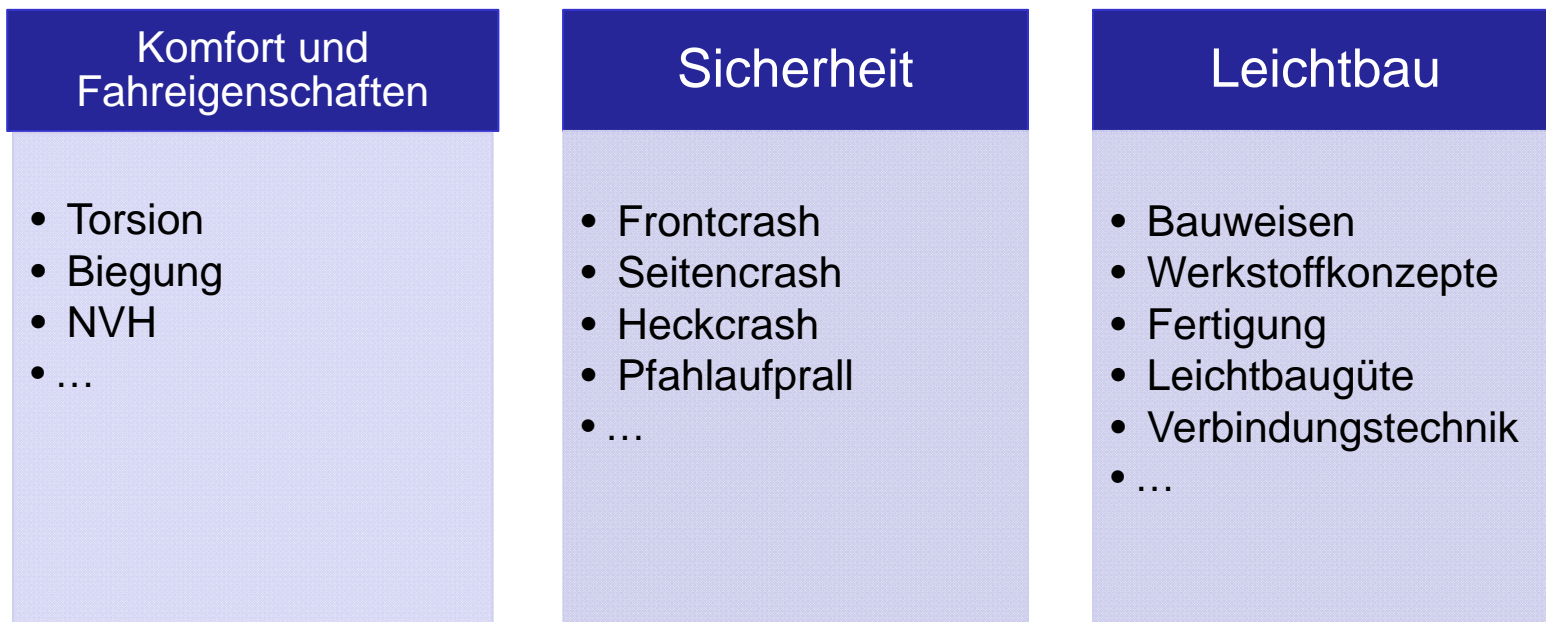 Komfort und
Fahreigenschaften
• Torsion
• Biegung
• NVH
• …
Sicherheit
• Frontcrash
• Seitencrash
• Heckcrash
• Pfahlaufprall
• …
Leichtbau
• Bauweisen
• Werkstoffkonzepte
• Fertigung
• Leichtbaugüte
• Verbindungstechnik
• …